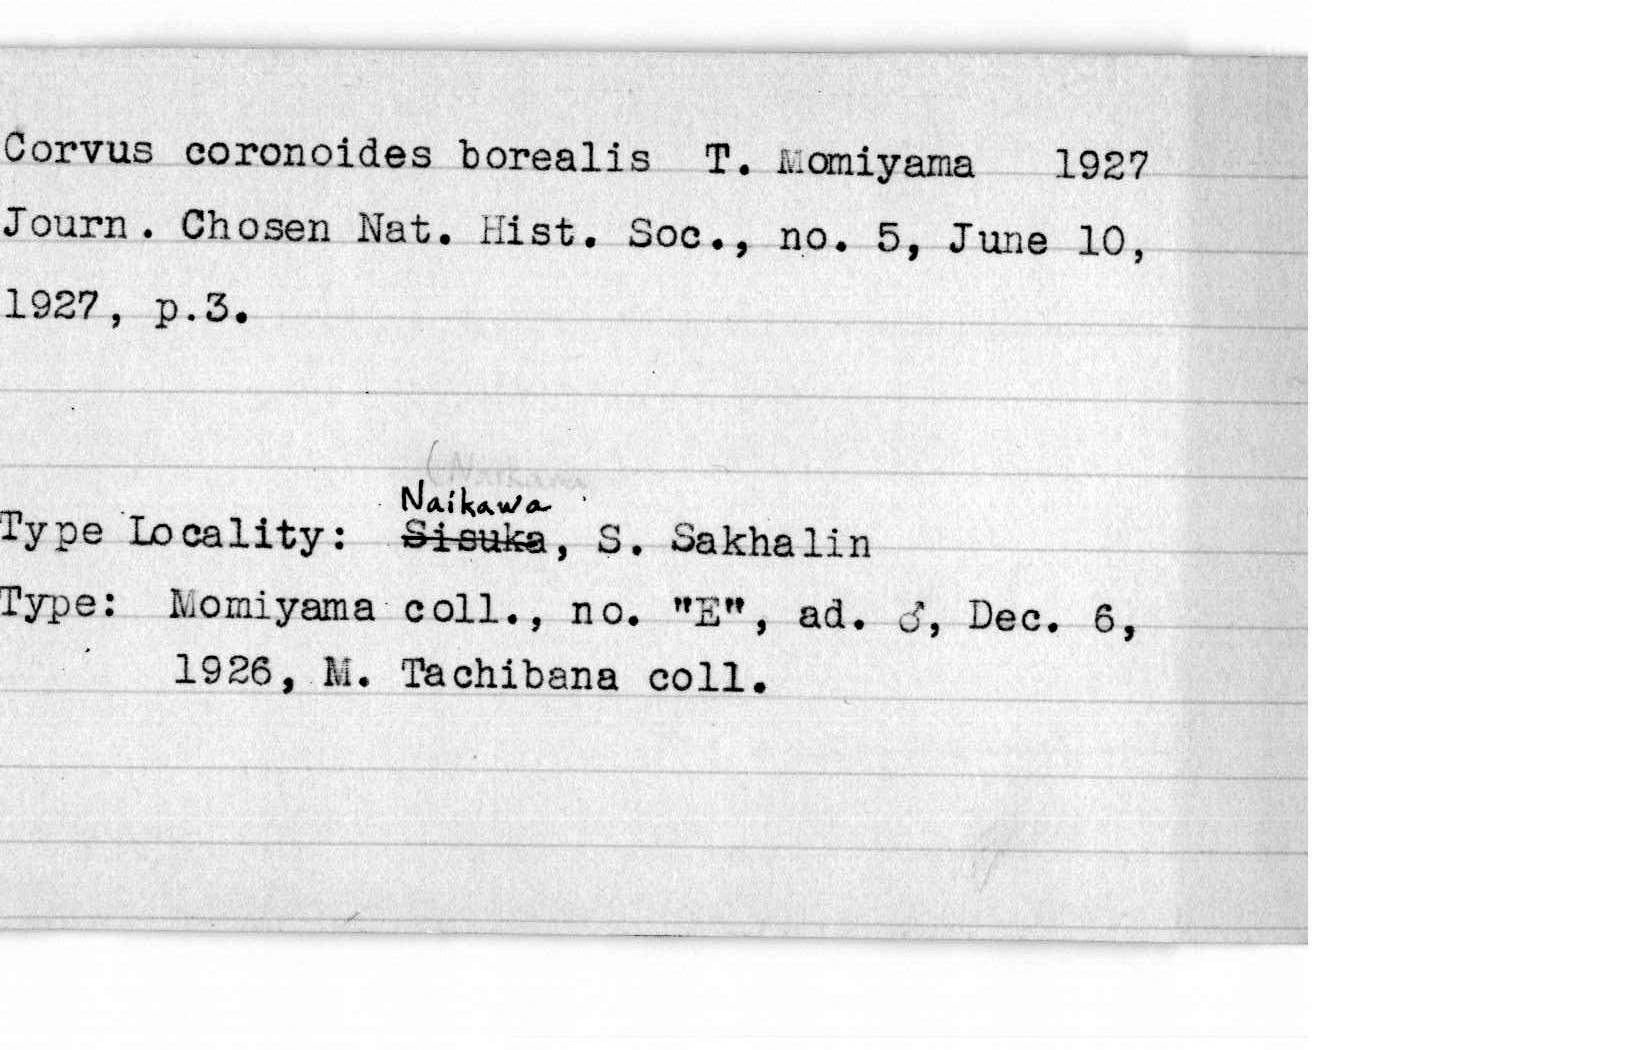 Corvus coronoides borealis T. Momiyama 1927
Journ. Chosen Nat. Hist. Soc., no. 5, June 10,
1927, p.3.
(Naikawa
Naikawa
Type Locality: Sisuka, S. Sakhalin
Type: Momiyama coll., no. "E", ad. ♂, Dec. 6,
1926, M. Tachibana coll.